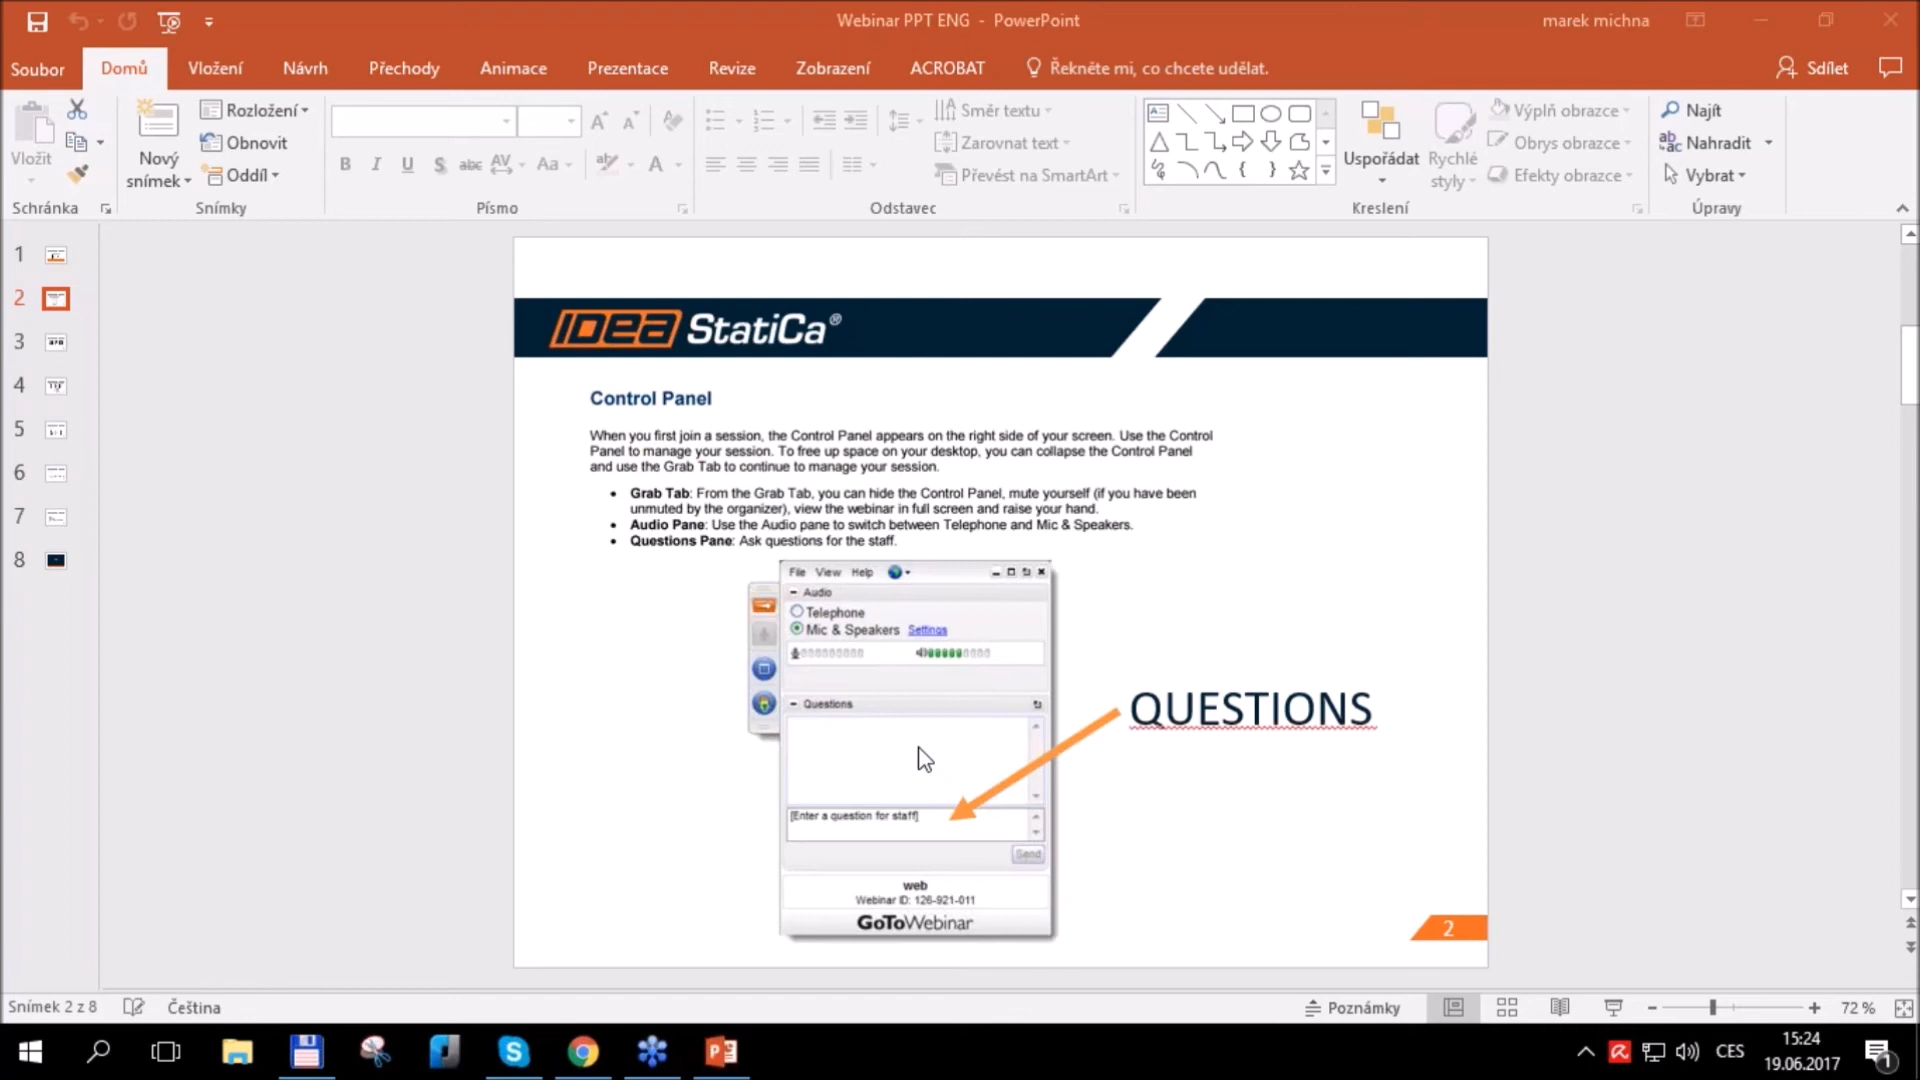 Webinar PPT ENG - PowerPoint
marek michna
Soubor
Domů
Vložení
Návrh
Přechody
Animace
Prezentace
Revize
Zobrazení
ACROBAT
Řekněte mi, co chcete udělat.
Sdílet
Vložit
Schránka
Nový
snímek
Rozložení
Obnovit
Oddíl
Snímky
B I U S abc AV Aa A
Písmo
Směr textu
Zarovnat text
Převést na SmartArt
Odstavec
Uspořádat
Rychlé
styly
Výplň obrazce
Obrys obrazce
Efekty obrazce
Kreslení
Najít
Nahradit
Vybrat
Úpravy
1
2
3
4
5
6
7
8
IDEA StatiCa®
Control Panel
When you first join a session, the Control Panel appears on the right side of your screen. Use the Control
Panel to manage your session. To free up space on your desktop, you can collapse the Control Panel
and use the Grab Tab to continue to manage your session.
• Grab Tab: From the Grab Tab, you can hide the Control Panel, mute yourself (if you have been
unmuted by the organizer), view the webinar in full screen and raise your hand.
• Audio Pane: Use the Audio pane to switch between Telephone and Mic & Speakers.
• Questions Pane: Ask questions for the staff.
File View Help
Audio
Telephone
Mic & Speakers Settings
Questions
QUESTIONS
[Enter a question for staff]
Send
web
Webinar ID: 126-921-011
GoToWebinar
2
Snímek 2 z 8
Čeština
Poznámky
72 %
CES
15:24
19.06.2017
1